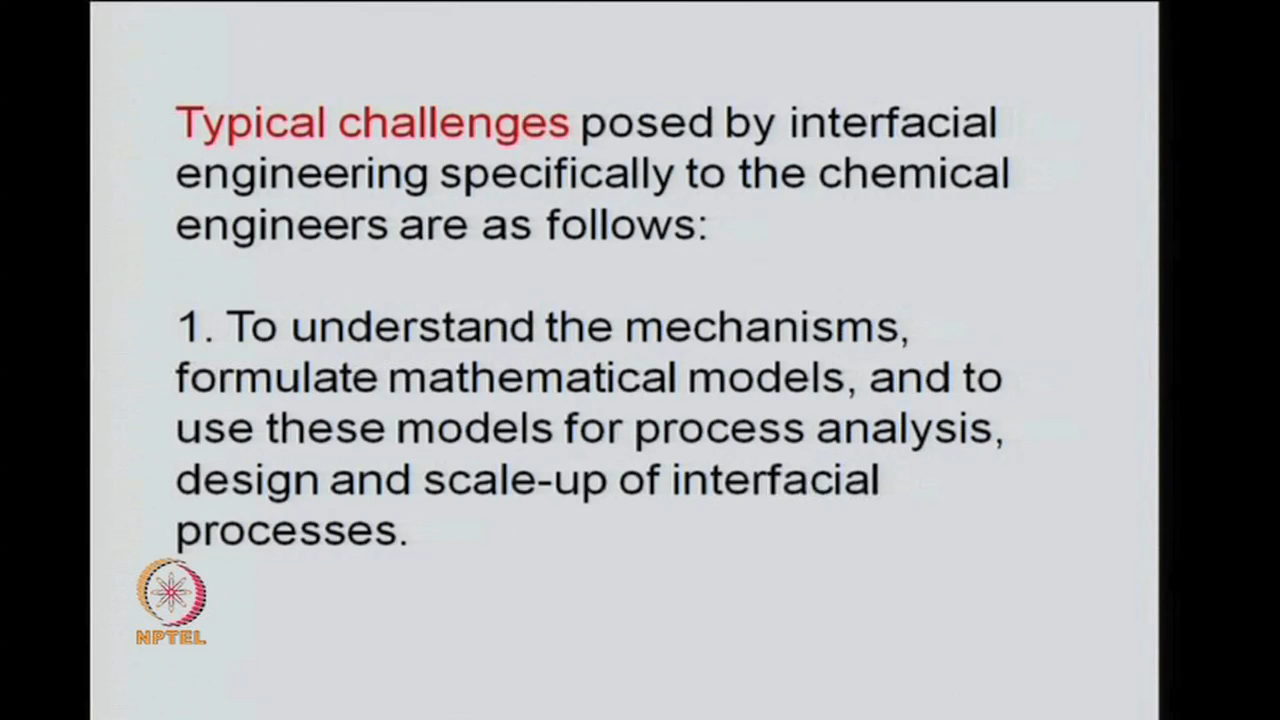 Typical challenges posed by interfacial
engineering specifically to the chemical
engineers are as follows:
1. To understand the mechanisms,
formulate mathematical models, and to
use these models for process analysis,
design and scale-up of interfacial
processes.
NPTEL